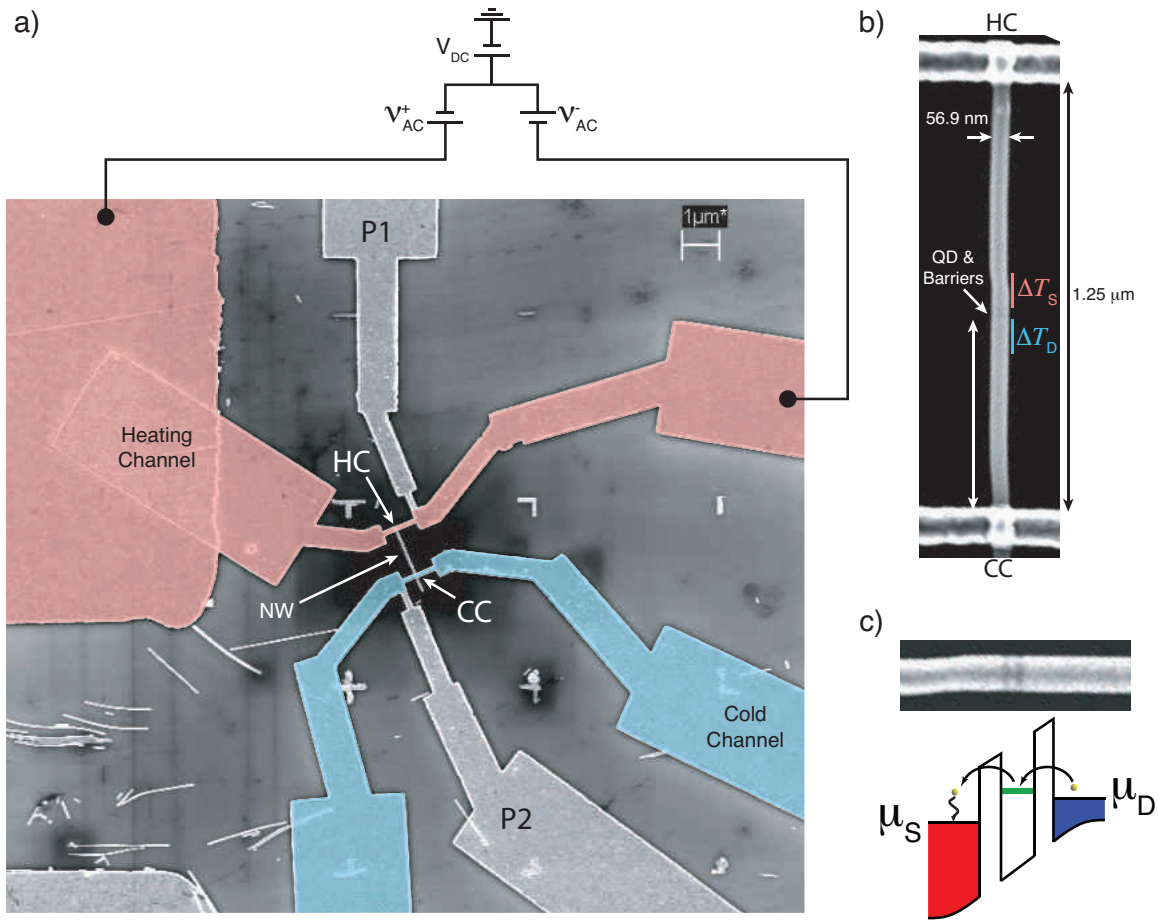 a)
V_DC
ν+_AC
ν-_AC
P1
1µm*
Heating
Channel
HC
NW
CC
Cold
Channel
P2
b)
HC
56.9 nm
QD &
Barriers
ΔT_S
1.25 µm
ΔT_D
CC
c)
µ_S
µ_D